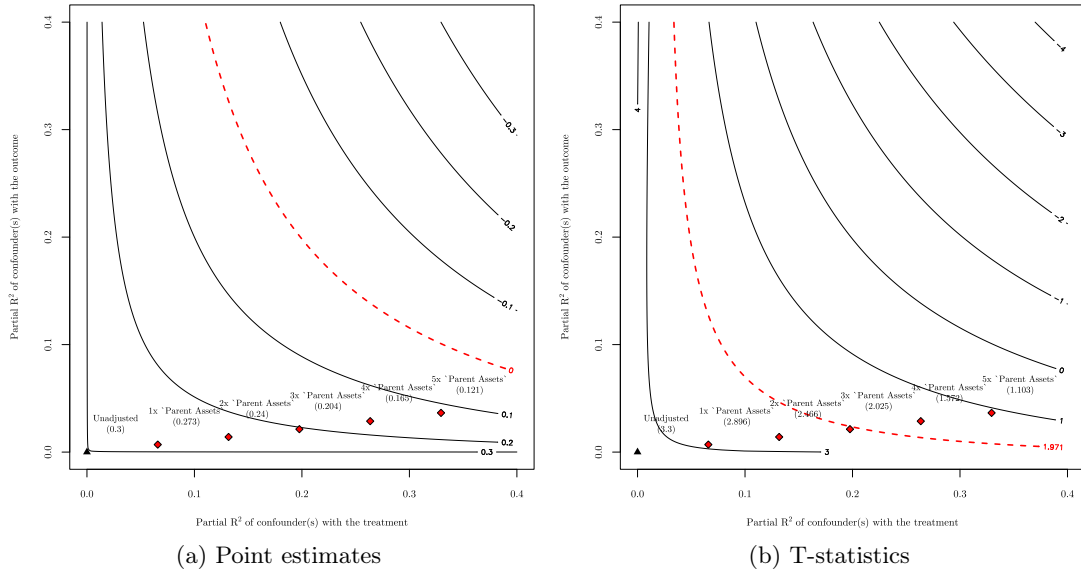 0.0
0.1
0.2
0.3
0.4
Partial R² of confounder(s) with the outcome
−0.3
−0.2
−0.1
0
0.1
0.2
0.3
Unadjusted
(0.3)
1x `Parent Assets`
(0.273)
2x `Parent Assets`
(0.24)
3x `Parent Assets`
(0.204)
4x `Parent Assets`
(0.165)
5x `Parent Assets`
(0.121)
0.0
0.1
0.2
0.3
0.4
Partial R² of confounder(s) with the treatment
(a) Point estimates
0.0
0.1
0.2
0.3
0.4
Partial R² of confounder(s) with the outcome
4
−4
−3
−2
−1
0
1
1.971
3
Unadjusted
(3.3)
1x `Parent Assets`
(2.896)
2x `Parent Assets`
(2.466)
3x `Parent Assets`
(2.025)
4x `Parent Assets`
(1.572)
5x `Parent Assets`
(1.103)
0.0
0.1
0.2
0.3
0.4
Partial R² of confounder(s) with the treatment
(b) T-statistics